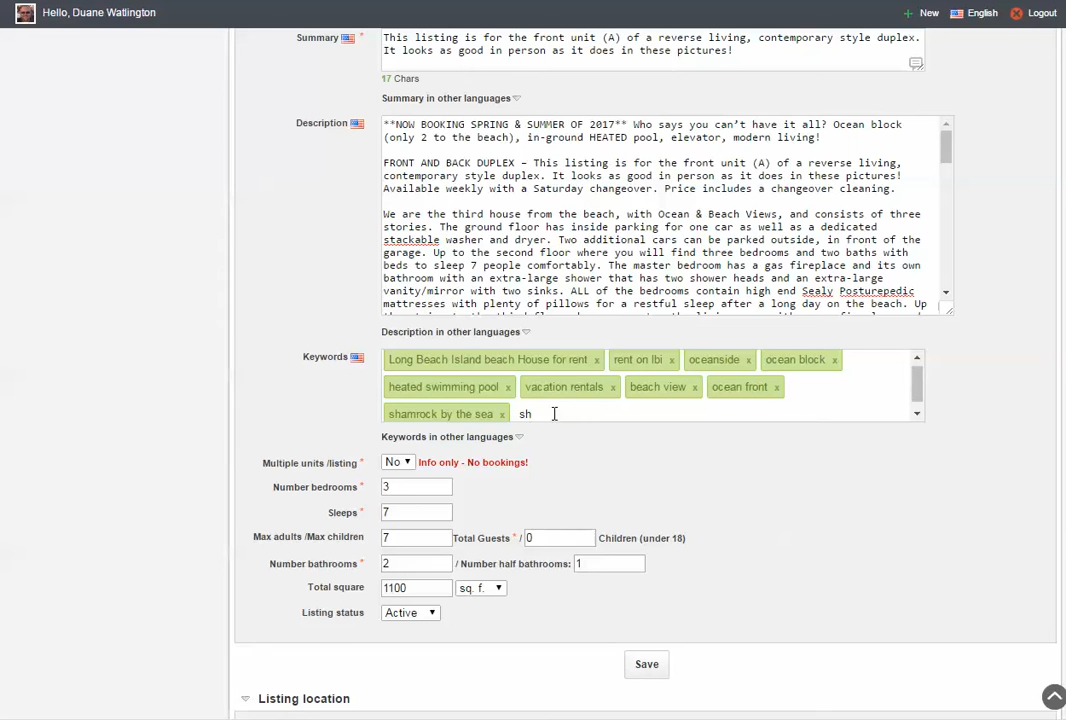 Hello, Duane Watlington
+ New English Logout
Summary *
This listing is for the front unit (A) of a reverse living, contemporary style duplex.
It looks as good in person as it does in these pictures!
17 Chars
Summary in other languages
Description
**NOW BOOKING SPRING & SUMMER OF 2017** Who says you can't have it all? Ocean block
(only 2 to the beach), in-ground HEATED pool, elevator, modern living!
FRONT AND BACK DUPLEX – This listing is for the front unit (A) of a reverse living,
contemporary style duplex. It looks as good in person as it does in these pictures!
Available weekly with a Saturday changeover. Price includes a changeover cleaning.
We are the third house from the beach, with Ocean & Beach Views, and consists of three
stories. The ground floor has inside parking for one car as well as a dedicated
stackable washer and dryer. Two additional cars can be parked outside, in front of the
garage. Up to the second floor where you will find three bedrooms and two baths with
beds to sleep 7 people comfortably. The master bedroom has a gas fireplace and its own
bathroom with an extra-large shower that has two shower heads and an extra-large
vanity/mirror with two sinks. ALL of the bedrooms contain high end Sealy Posturepedic
mattresses with plenty of pillows for a restful sleep after a long day on the beach. Up
Description in other languages
Keywords
Long Beach Island beach House for rent x rent on lbi x oceanside x ocean block x
heated swimming pool x vacation rentals x beach view x ocean front x
shamrock by the sea x sh
Keywords in other languages
Multiple units /listing * No Info only - No bookings!
Number bedrooms * 3
Sleeps * 7
Max adults /Max children 7 Total Guests * / 0 Children (under 18)
Number bathrooms * 2 / Number half bathrooms: 1
Total square 1100 sq. f.
Listing status Active
Save
Listing location